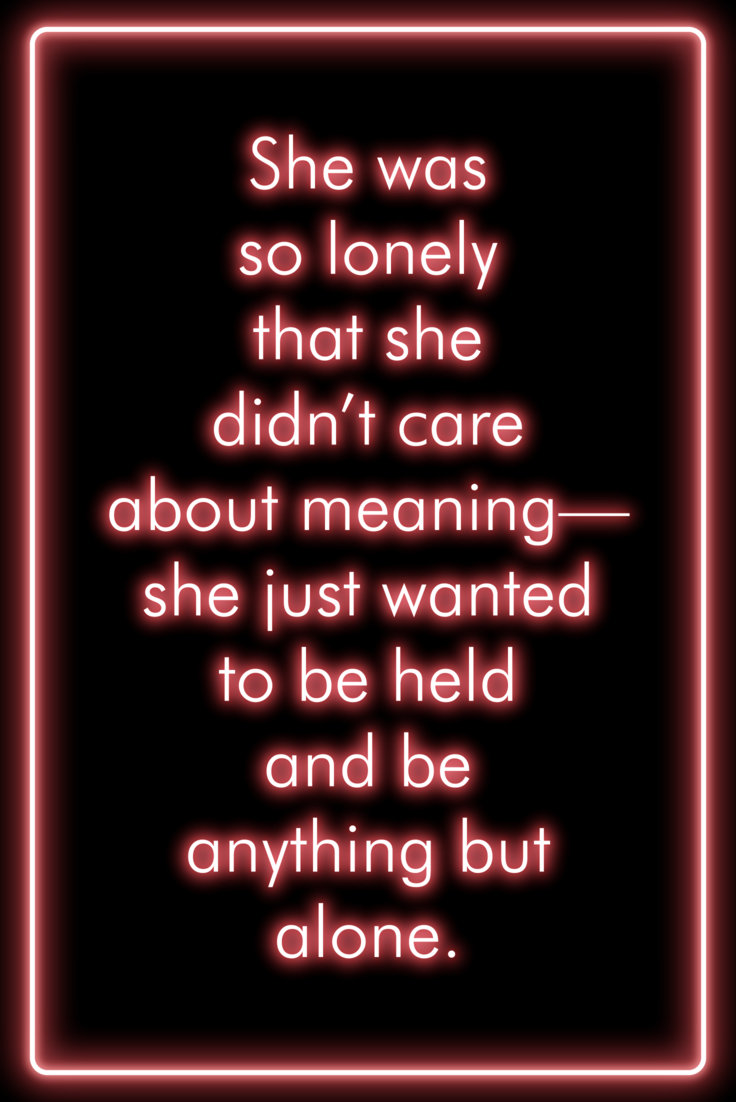 She was
so lonely
that she
didn’t care
about meaning—
she just wanted
to be held
and be
anything but
alone.